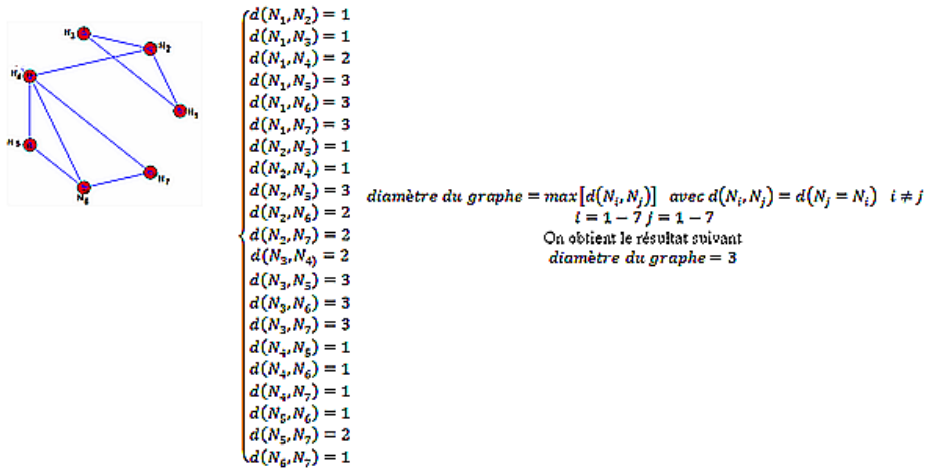 N₂
N₄
N₅
N₆
N₇
d(N₁,N₂) = 1
d(N₁,N₃) = 1
d(N₁,N₄) = 2
d(N₁,N₅) = 3
d(N₁,N₆) = 3
d(N₁,N₇) = 3
d(N₂,N₃) = 1
d(N₂,N₄) = 1
d(N₂,N₅) = 3
d(N₂,N₆) = 2
d(N₂,N₇) = 2
d(N₃,N₄) = 2
d(N₃,N₅) = 3
d(N₃,N₆) = 3
d(N₃,N₇) = 3
d(N₄,N₅) = 1
d(N₄,N₆) = 1
d(N₄,N₇) = 1
d(N₅,N₆) = 1
d(N₅,N₇) = 2
d(N₆,N₇) = 1
diamètre du graphe = max[d(Nᵢ,Nⱼ)] avec d(Nᵢ,Nⱼ) = d(Nⱼ = Nᵢ) i ≠ j
i = 1 − 7 j = 1 − 7
On obtient le résultat suivant
diamètre du graphe = 3